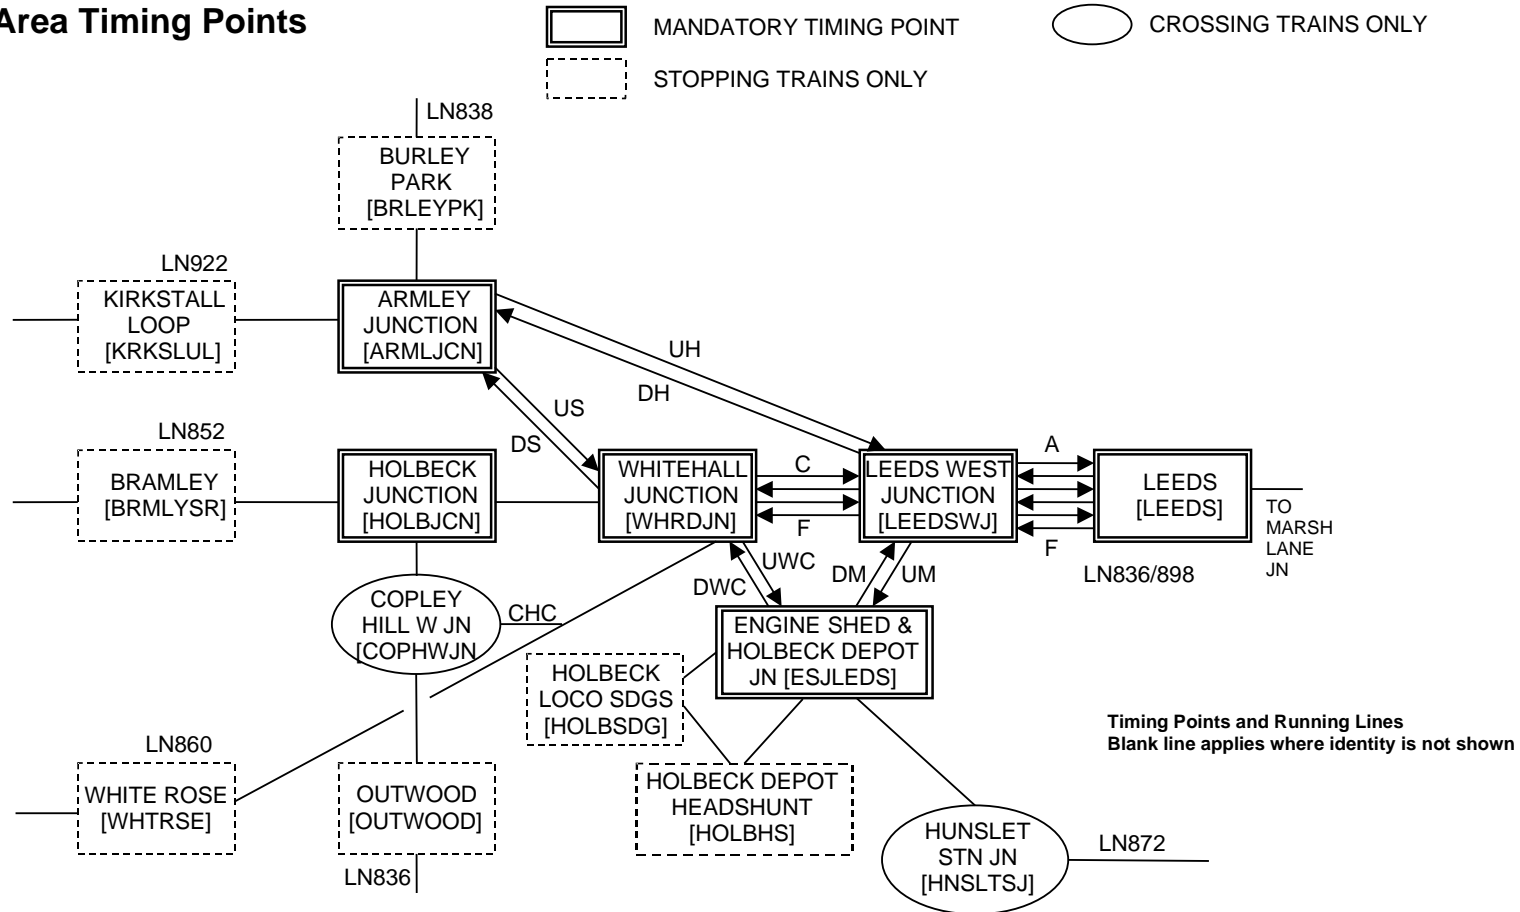 Area Timing Points
MANDATORY TIMING POINT
CROSSING TRAINS ONLY
STOPPING TRAINS ONLY
LN838
BURLEY
PARK
[BRLEYPK]
LN922
KIRKSTALL
LOOP
[KRKSLUL]
ARMLEY
JUNCTION
[ARMLJCN]
UH
DH
US
DS
LN852
BRAMLEY
[BRMLYSR]
HOLBECK
JUNCTION
[HOLBJCN]
WHITEHALL
JUNCTION
[WHRDJN]
C
F
LEEDS WEST
JUNCTION
[LEEDSWJ]
A
F
LEEDS
[LEEDS]
TO
MARSH
LANE
JN
LN836/898
UWC
DWC
DM
UM
COPLEY
HILL W JN
[COPHWJN
CHC
ENGINE SHED &
HOLBECK DEPOT
JN [ESJLEDS]
HOLBECK
LOCO SDGS
[HOLBSDG]
Timing Points and Running Lines
Blank line applies where identity is not shown
LN860
WHITE ROSE
[WHTRSE]
OUTWOOD
[OUTWOOD]
LN836
HOLBECK DEPOT
HEADSHUNT
[HOLBHS]
HUNSLET
STN JN
[HNSLTSJ]
LN872